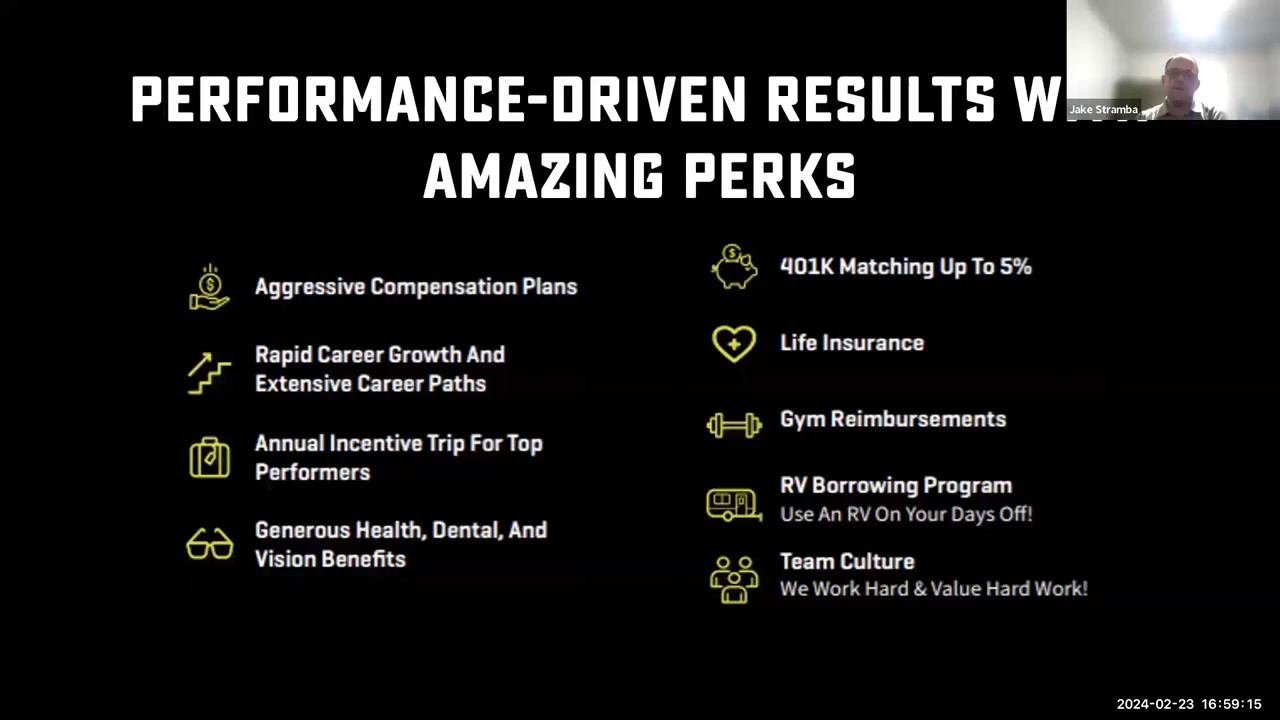 PERFORMANCE-DRIVEN RESULTS
AMAZING PERKS
Jake Stramba
Aggressive Compensation Plans
Rapid Career Growth And
Extensive Career Paths
Annual Incentive Trip For Top
Performers
Generous Health, Dental, And
Vision Benefits
401K Matching Up To 5%
Life Insurance
Gym Reimbursements
RV Borrowing Program
Use An RV On Your Days Off!
Team Culture
We Work Hard & Value Hard Work!
2024-02-23 16:59:15